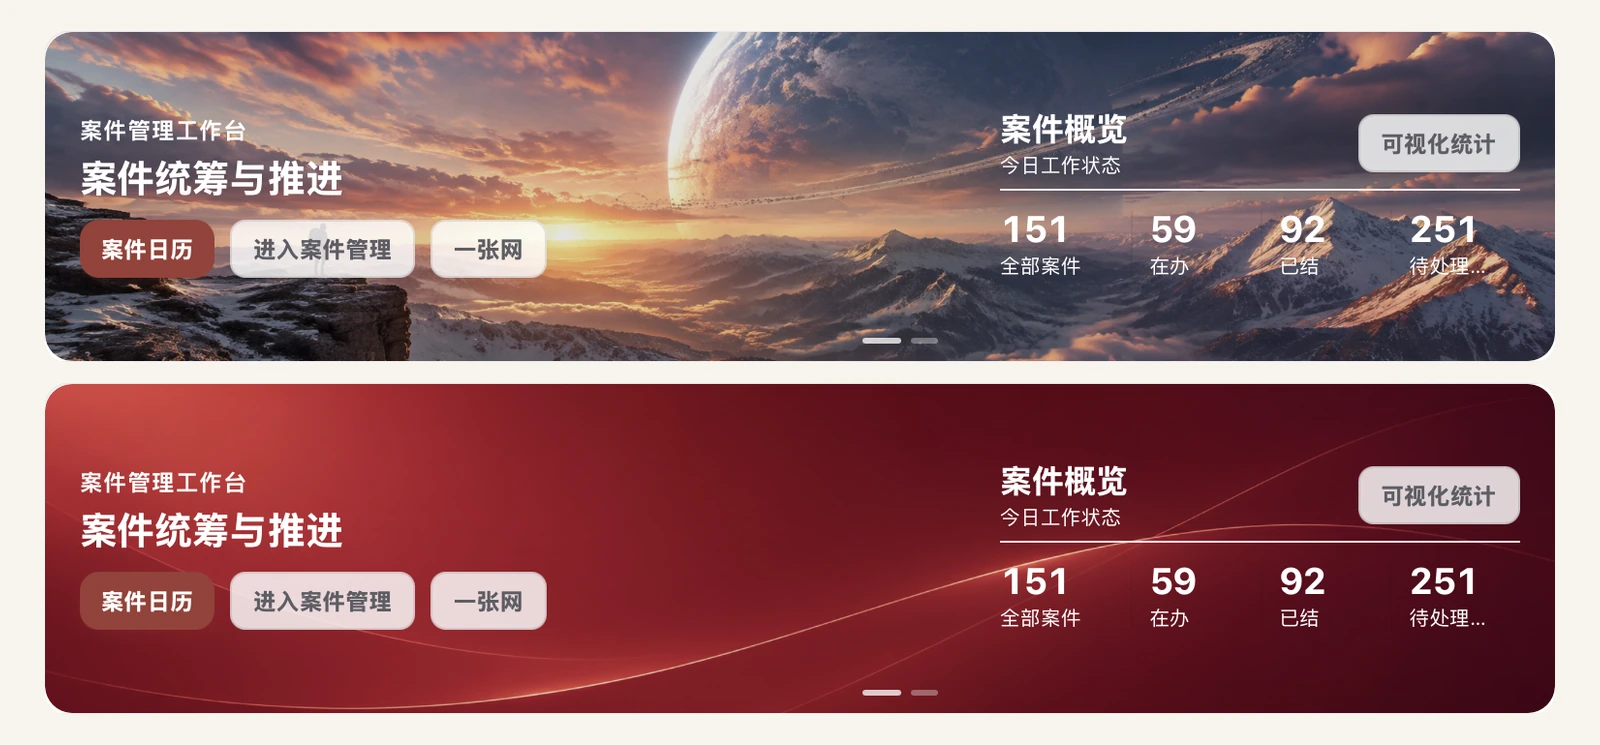 案件管理工作台
案件统筹与推进
案件日历 进入案件管理 一张网
案件概览
今日工作状态
可视化统计
151 59 92 251
全部案件 在办 已结 待处理...
案件管理工作台
案件统筹与推进
案件日历 进入案件管理 一张网
案件概览
今日工作状态
可视化统计
151 59 92 251
全部案件 在办 已结 待处理...